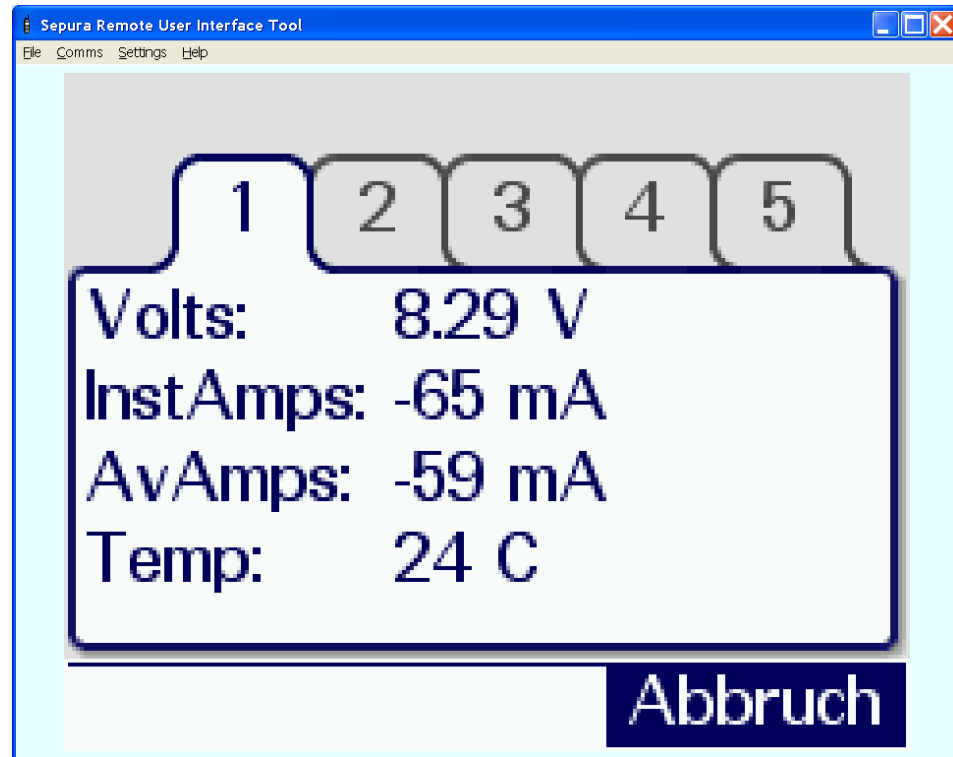 Sepura Remote User Interface Tool
File Comms Settings Help
1 2 3 4 5
Volts: 8.29 V
InstAmps: -65 mA
AvAmps: -59 mA
Temp: 24 C
Abbruch